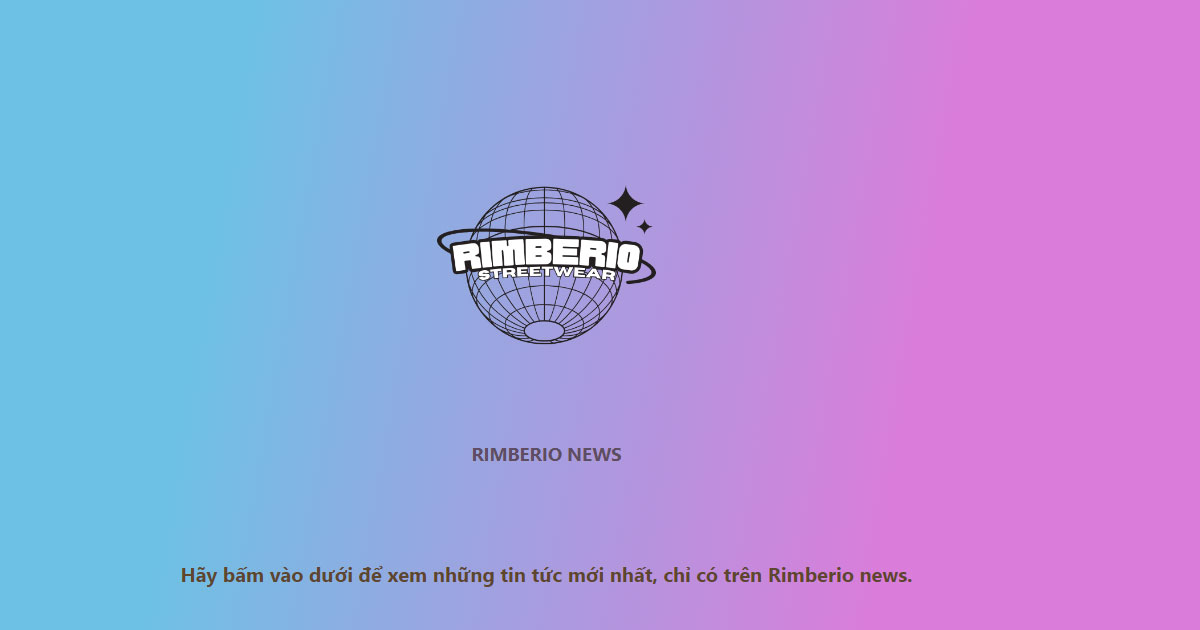 RIMBERIO
STREETWEAR
RIMBERIO NEWS
Hãy bấm vào dưới để xem những tin tức mới nhất, chỉ có trên Rimberio news.